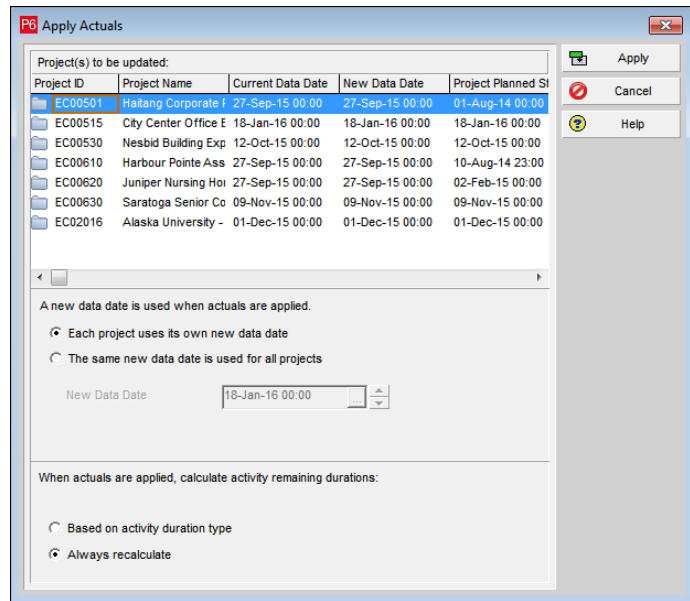 P6 Apply Actuals
Project(s) to be updated:
Project ID Project Name Current Data Date New Data Date Project Planned St
EC00501 Haitang Corporate 27-Sep-15 00:00 27-Sep-15 00:00 01-Aug-14 00:00
EC00515 City Center Office E 18-Jan-16 00:00 18-Jan-16 00:00 18-Jan-16 00:00
EC00530 Nesbid Building Exp 12-Oct-15 00:00 12-Oct-15 00:00 12-Oct-15 00:00
EC00610 Harbour Pointe Ass 27-Sep-15 00:00 27-Sep-15 00:00 10-Aug-14 23:00
EC00620 Juniper Nursing Hor 27-Sep-15 00:00 27-Sep-15 00:00 02-Feb-15 00:00
EC00630 Saratoga Senior Co 09-Nov-15 00:00 09-Nov-15 00:00 09-Nov-15 00:00
EC02016 Alaska University - 01-Dec-15 00:00 01-Dec-15 00:00 01-Dec-15 00:00
Apply
Cancel
? Help
A new data date is used when actuals are applied.
Each project uses its own new data date
The same new data date is used for all projects
New Data Date 18-Jan-16 00:00 ...
When actuals are applied, calculate activity remaining durations:
Based on activity duration type
Always recalculate